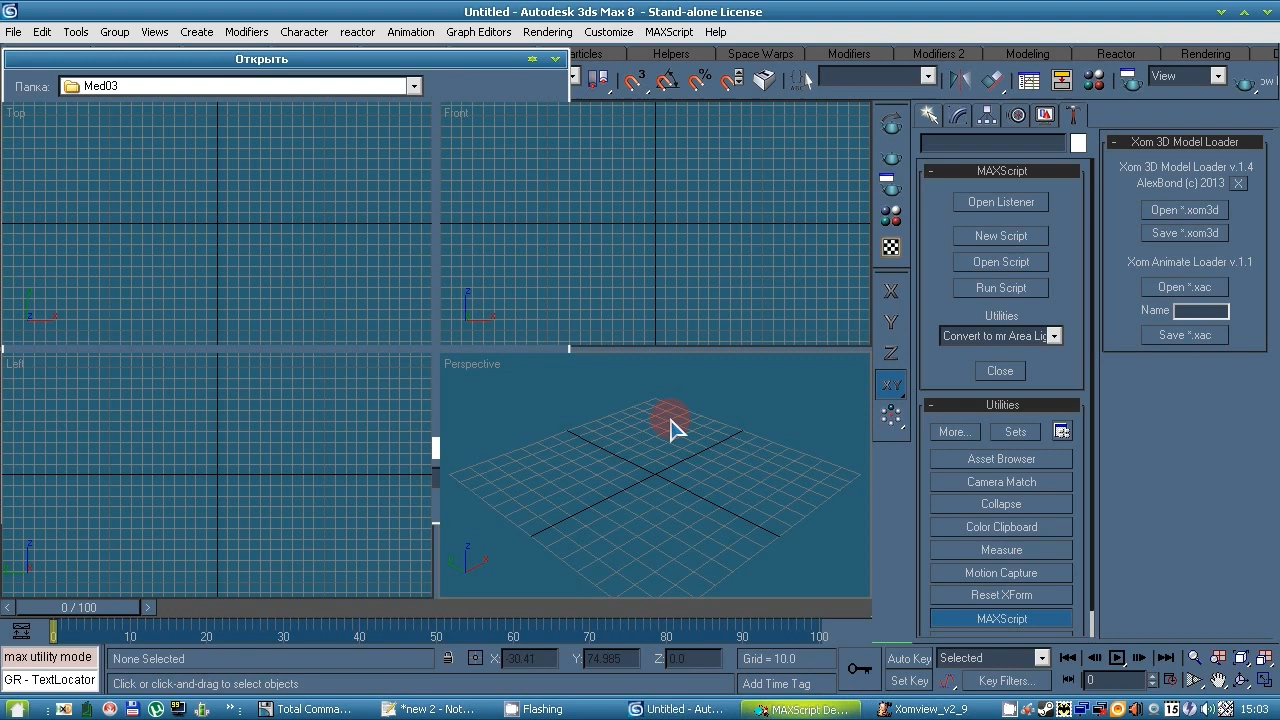 Untitled - Autodesk 3ds Max 8 - Stand-alone License
File Edit Tools Group Views Create Modifiers Character reactor Animation Graph Editors Rendering Customize MAXScript Help
Открыть
Helpers Space Warps Modifiers Modifiers 2 Modeling Reactor Rendering
Папка: Med03
View
Top
Front
Left
Perspective
MAXScript
Open Listener
New Script
Open Script
Run Script
Utilities
Convert to mr Area Lig
Close
Utilities
More... Sets
Asset Browser
Camera Match
Collapse
Color Clipboard
Measure
Motion Capture
Reset XForm
MAXScript
Xom 3D Model Loader
Xom 3D Model Loader v.1.4
AlexBond (c) 2013 X
Open *.xom3d
Save *.xom3d
Xom Animate Loader v.1.1
Open *.xac
Name
Save *.xac
X
Y
Z
XY
0 / 100
0 10 20 30 40 50 60 70 80 90 100
max utility mode
GR - TextLocator
None Selected
X: -30.41 Y: 74.985 Z: 0.0
Grid = 10.0
Auto Key Selected
Click or click-and-drag to select objects
Add Time Tag
Set Key Key Filters... 0
Total Comma... *new 2 - Not... Flashing Untitled - Aut... MAXScript De... Xomview_v2_9 15:03